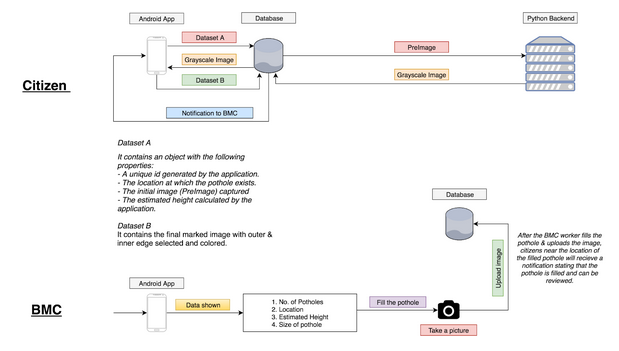 Android App
Database
Python Backend
Dataset A
PreImage
Grayscale Image
Grayscale Image
Dataset B
Citizen
Notification to BMC
Dataset A
It contains an object with the following
properties:
- A unique id generated by the application.
- The location at which the pothole exists.
- The initial image (PreImage) captured
- The estimated height calculated by the
application.
Dataset B
It contains the final marked image with outer &
inner edge selected and colored.
Database
Upload image
After the BMC worker fills the
pothole & uploads the image,
citizens near the location of
the filled pothole will recieve a
notification stating that the
pothole is filled and can be
reviewed.
Android App
BMC
Data shown
1. No. of Potholes
2. Location
3. Estimated Height
4. Size of pothole
Fill the pothole
Take a picture